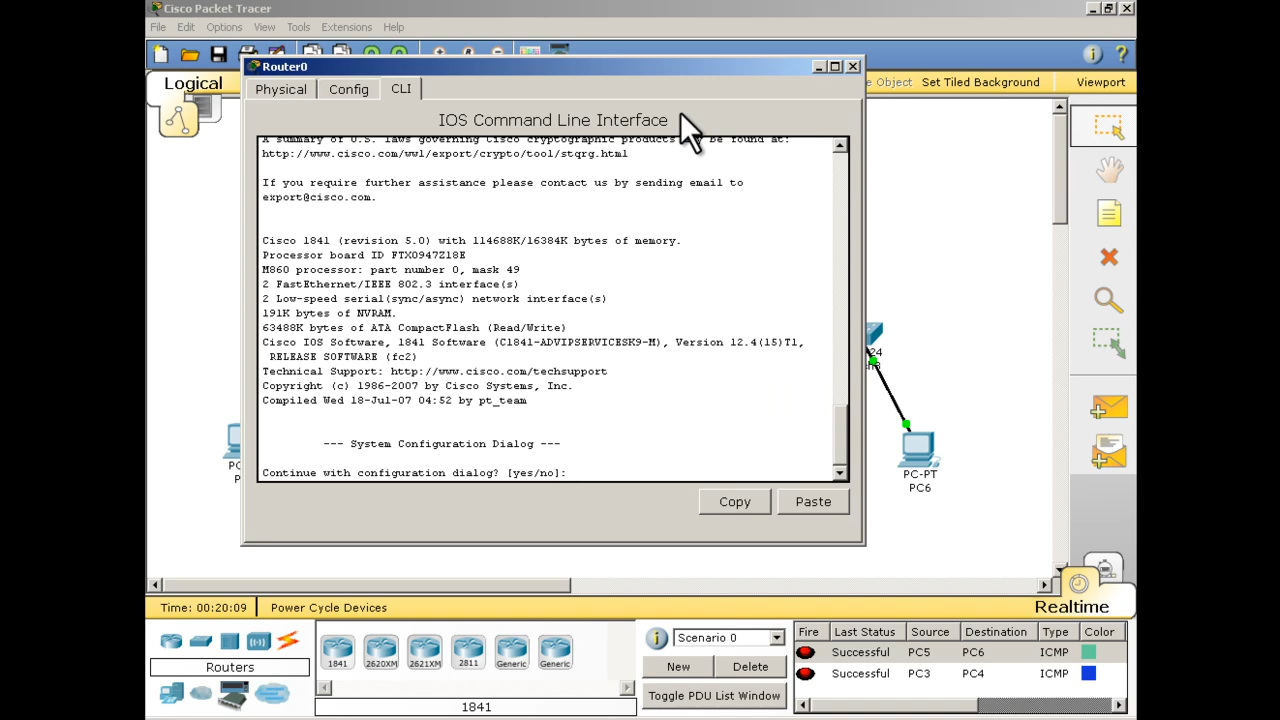 Cisco Packet Tracer
File Edit Options View Tools Extensions Help
Logical
Object Set Tiled Background Viewport
Router0
Physical Config CLI
IOS Command Line Interface
A summary of U.S. laws governing Cisco cryptographic products be found at:
http://www.cisco.com/wwl/export/crypto/tool/stqrg.html
If you require further assistance please contact us by sending email to
export@cisco.com.
Cisco 1841 (revision 5.0) with 114688K/16384K bytes of memory.
Processor board ID FTX0947Z18E
M860 processor: part number 0, mask 49
2 FastEthernet/IEEE 802.3 interface(s)
2 Low-speed serial(sync/async) network interface(s)
191K bytes of NVRAM.
63488K bytes of ATA CompactFlash (Read/Write)
Cisco IOS Software, 1841 Software (C1841-ADVIPSERVICESK9-M), Version 12.4(15)T1,
RELEASE SOFTWARE (fc2)
Technical Support: http://www.cisco.com/techsupport
Copyright (c) 1986-2007 by Cisco Systems, Inc.
Compiled Wed 18-Jul-07 04:52 by pt_team
--- System Configuration Dialog ---
Continue with configuration dialog? [yes/no]:
Copy Paste
PC-PT
PC6
Time: 00:20:09 Power Cycle Devices
Realtime
Routers
1841 2620XM 2621XM 2811 Generic Generic
1841
Scenario 0
New Delete
Toggle PDU List Window
Fire Last Status Source Destination Type Color
Successful PC5 PC6 ICMP
Successful PC3 PC4 ICMP